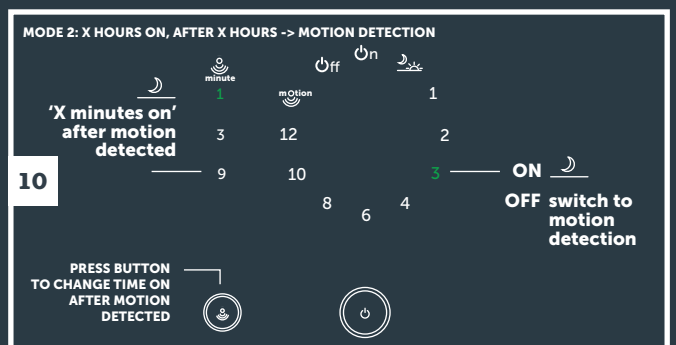 MODE 2: X HOURS ON, AFTER X HOURS -> MOTION DETECTION
On
Off
minute
1
motion
1
'X minutes on'
after motion
detected
3
12
2
9
10
3
ON
10
8
6
4
OFF switch to
motion
detection
PRESS BUTTON
TO CHANGE TIME ON
AFTER MOTION
DETECTED